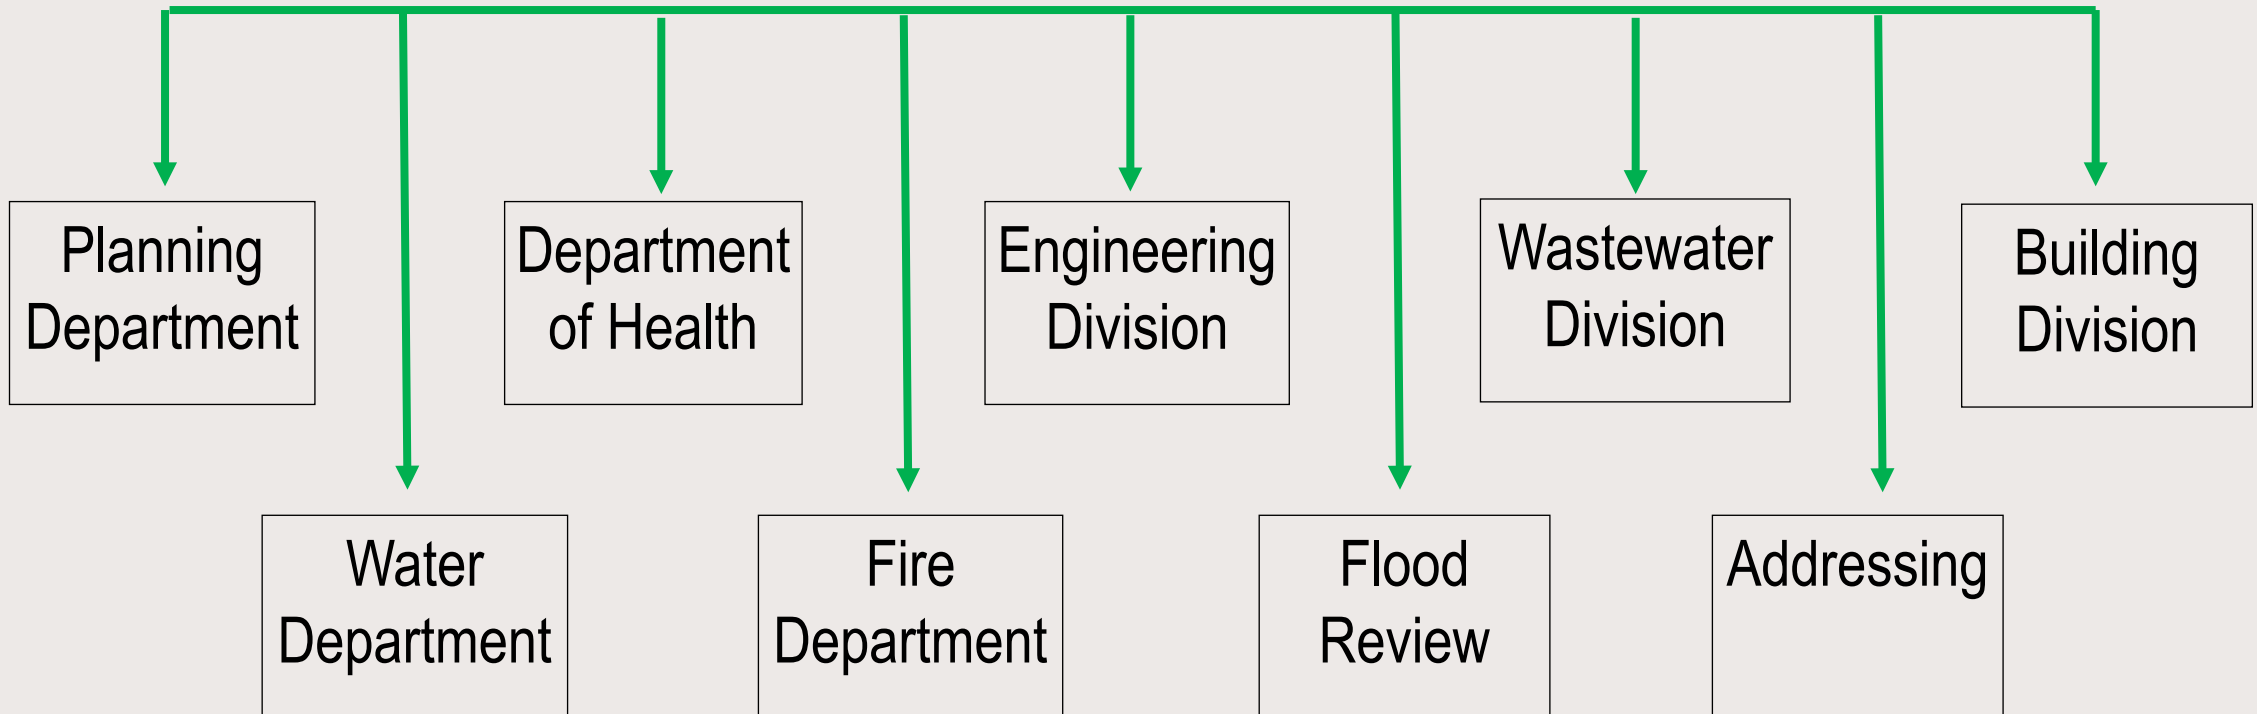 Planning
Department
Department
of Health
Engineering
Division
Wastewater
Division
Building
Division
Water
Department
Fire
Department
Flood
Review
Addressing